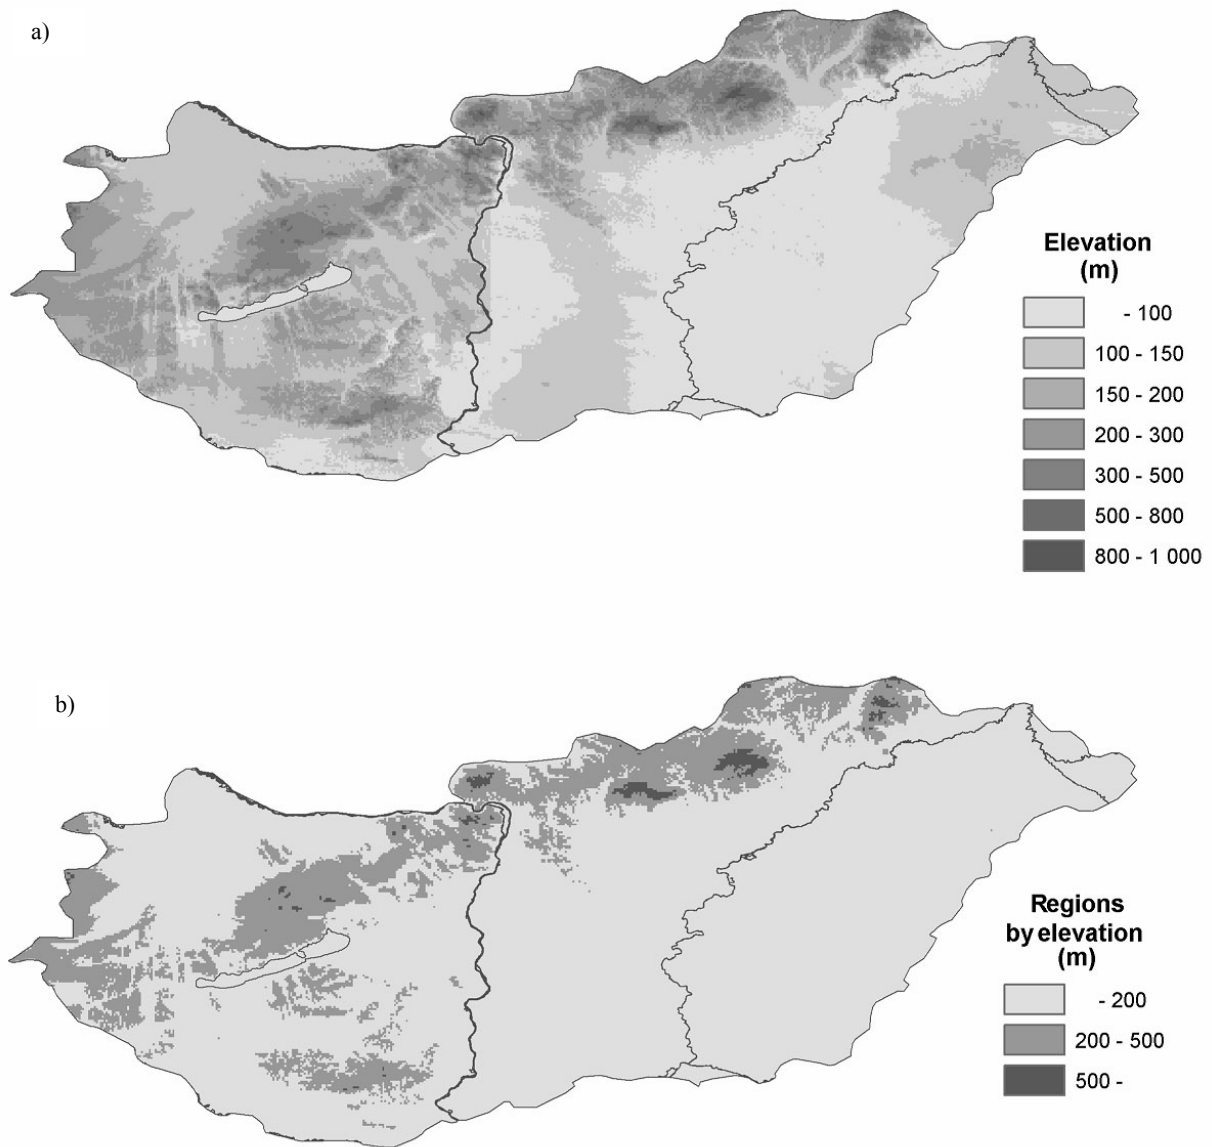 a)
Elevation
(m)
- 100
100 - 150
150 - 200
200 - 300
300 - 500
500 - 800
800 - 1 000
b)
Regions
by elevation
(m)
- 200
200 - 500
500 -